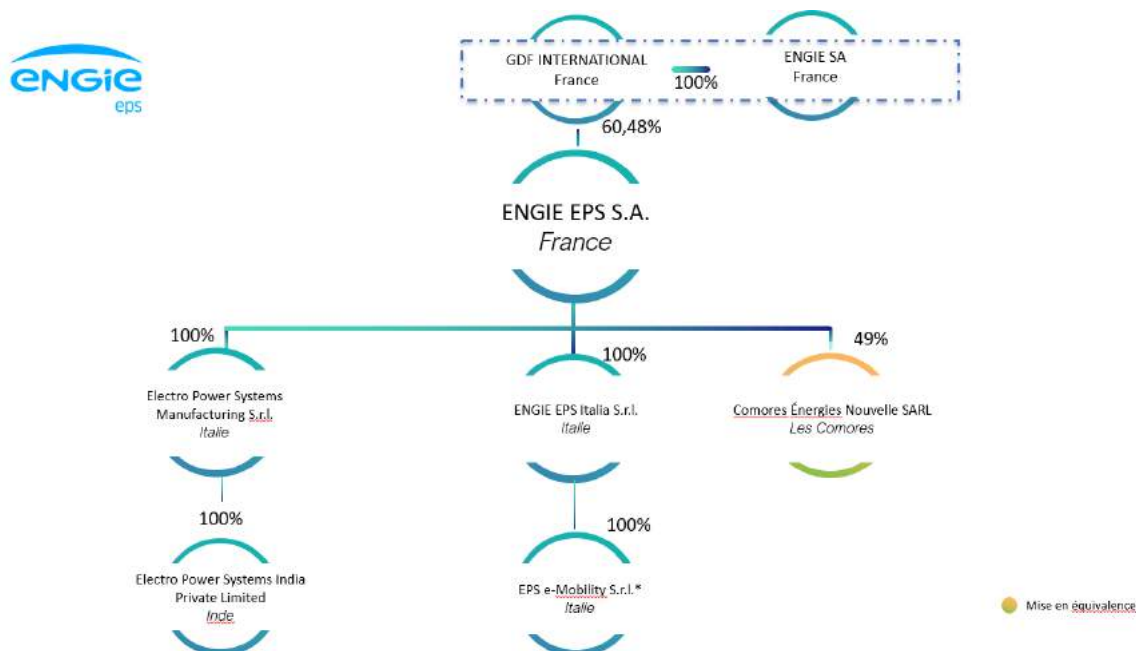 ENGIE
eps
GDF INTERNATIONAL
France
100%
ENGIE SA
France
60,48%
ENGIE EPS S.A.
France
100%
100%
49%
Electro Power Systems
Manufacturing S.r.l.
Italie
ENGIE EPS Italia S.r.l.
Italie
Comores Énergies Nouvelle SARL
Les Comores
100%
100%
Electro Power Systems India
Private Limited
Inde
EPS e-Mobility S.r.l.*
Italie
Mise en équivalence